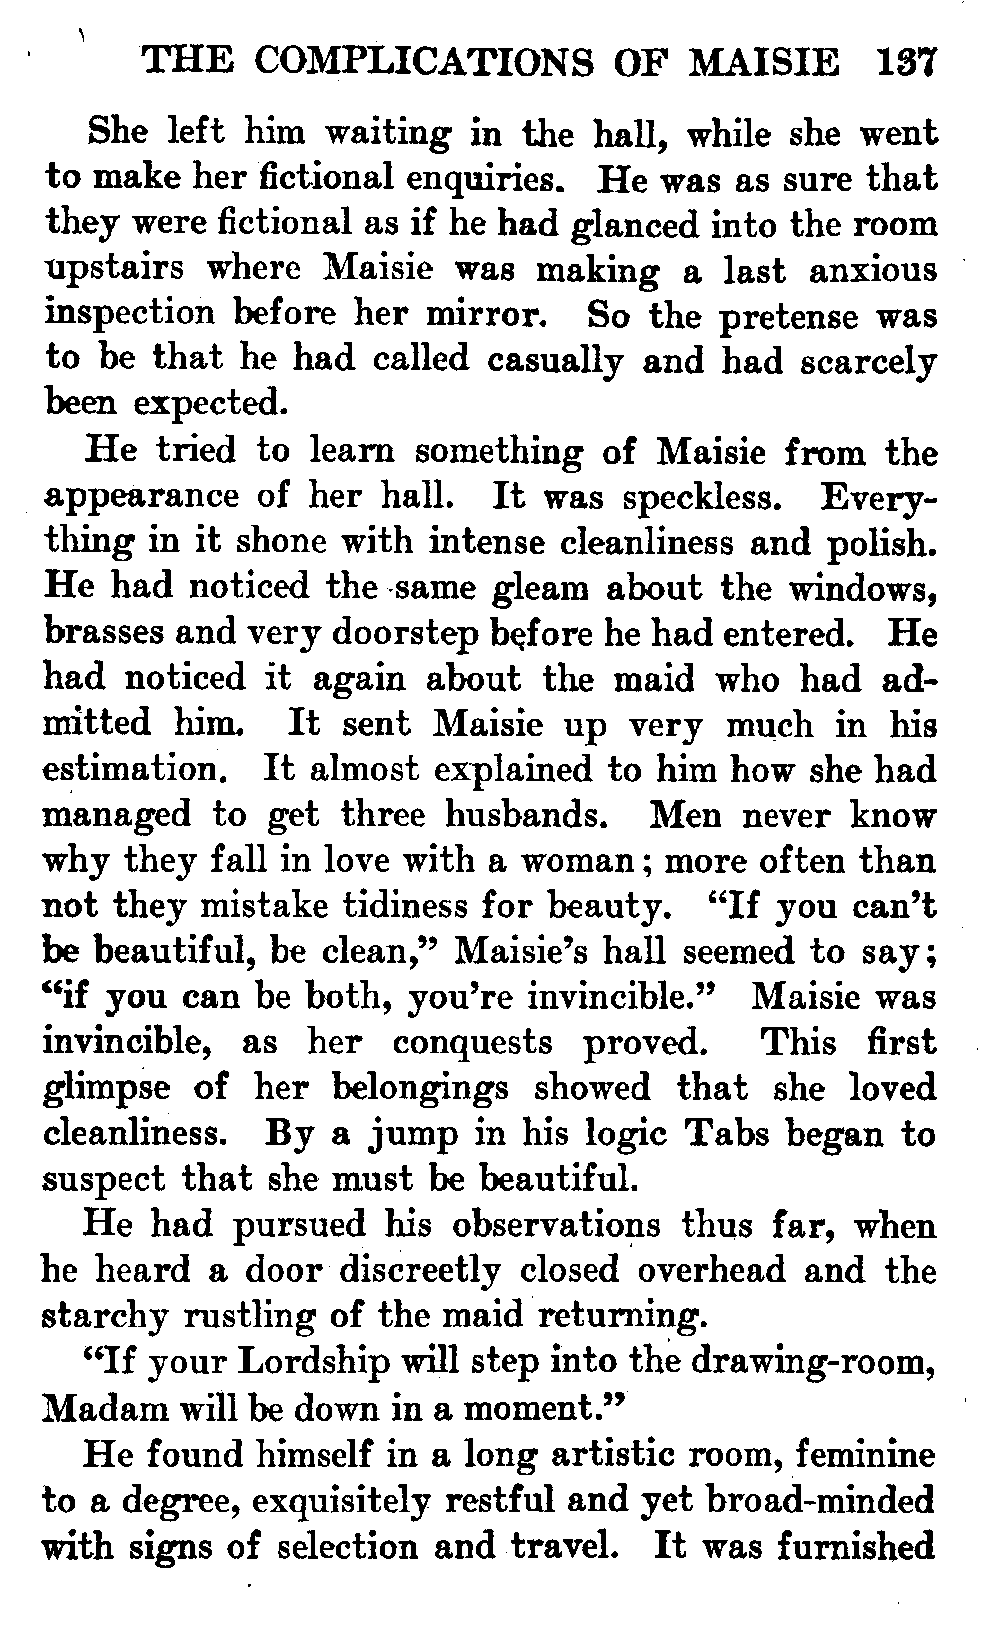 THE COMPLICATIONS OF MAISIE 137
She left him waiting in the hall, while she went
to make her fictional enquiries. He was as sure that
they were fictional as if he had glanced into the room
upstairs where Maisie was making a last anxious
inspection before her mirror. So the pretense was
to be that he had called casually and had scarcely
been expected.
He tried to learn something of Maisie from the
appearance of her hall. It was speckless. Every-
thing in it shone with intense cleanliness and polish.
He had noticed the same gleam about the windows,
brasses and very doorstep before he had entered. He
had noticed it again about the maid who had ad-
mitted him. It sent Maisie up very much in his
estimation. It almost explained to him how she had
managed to get three husbands. Men never know
why they fall in love with a woman; more often than
not they mistake tidiness for beauty. "If you can't
be beautiful, be clean," Maisie's hall seemed to say;
"if you can be both, you're invincible." Maisie was
invincible, as her conquests proved. This first
glimpse of her belongings showed that she loved
cleanliness. By a jump in his logic Tabs began to
suspect that she must be beautiful.
He had pursued his observations thus far, when
he heard a door discreetly closed overhead and the
starchy rustling of the maid returning.
"If your Lordship will step into the drawing-room,
Madam will be down in a moment."
He found himself in a long artistic room, feminine
to a degree, exquisitely restful and yet broad-minded
with signs of selection and travel. It was furnished